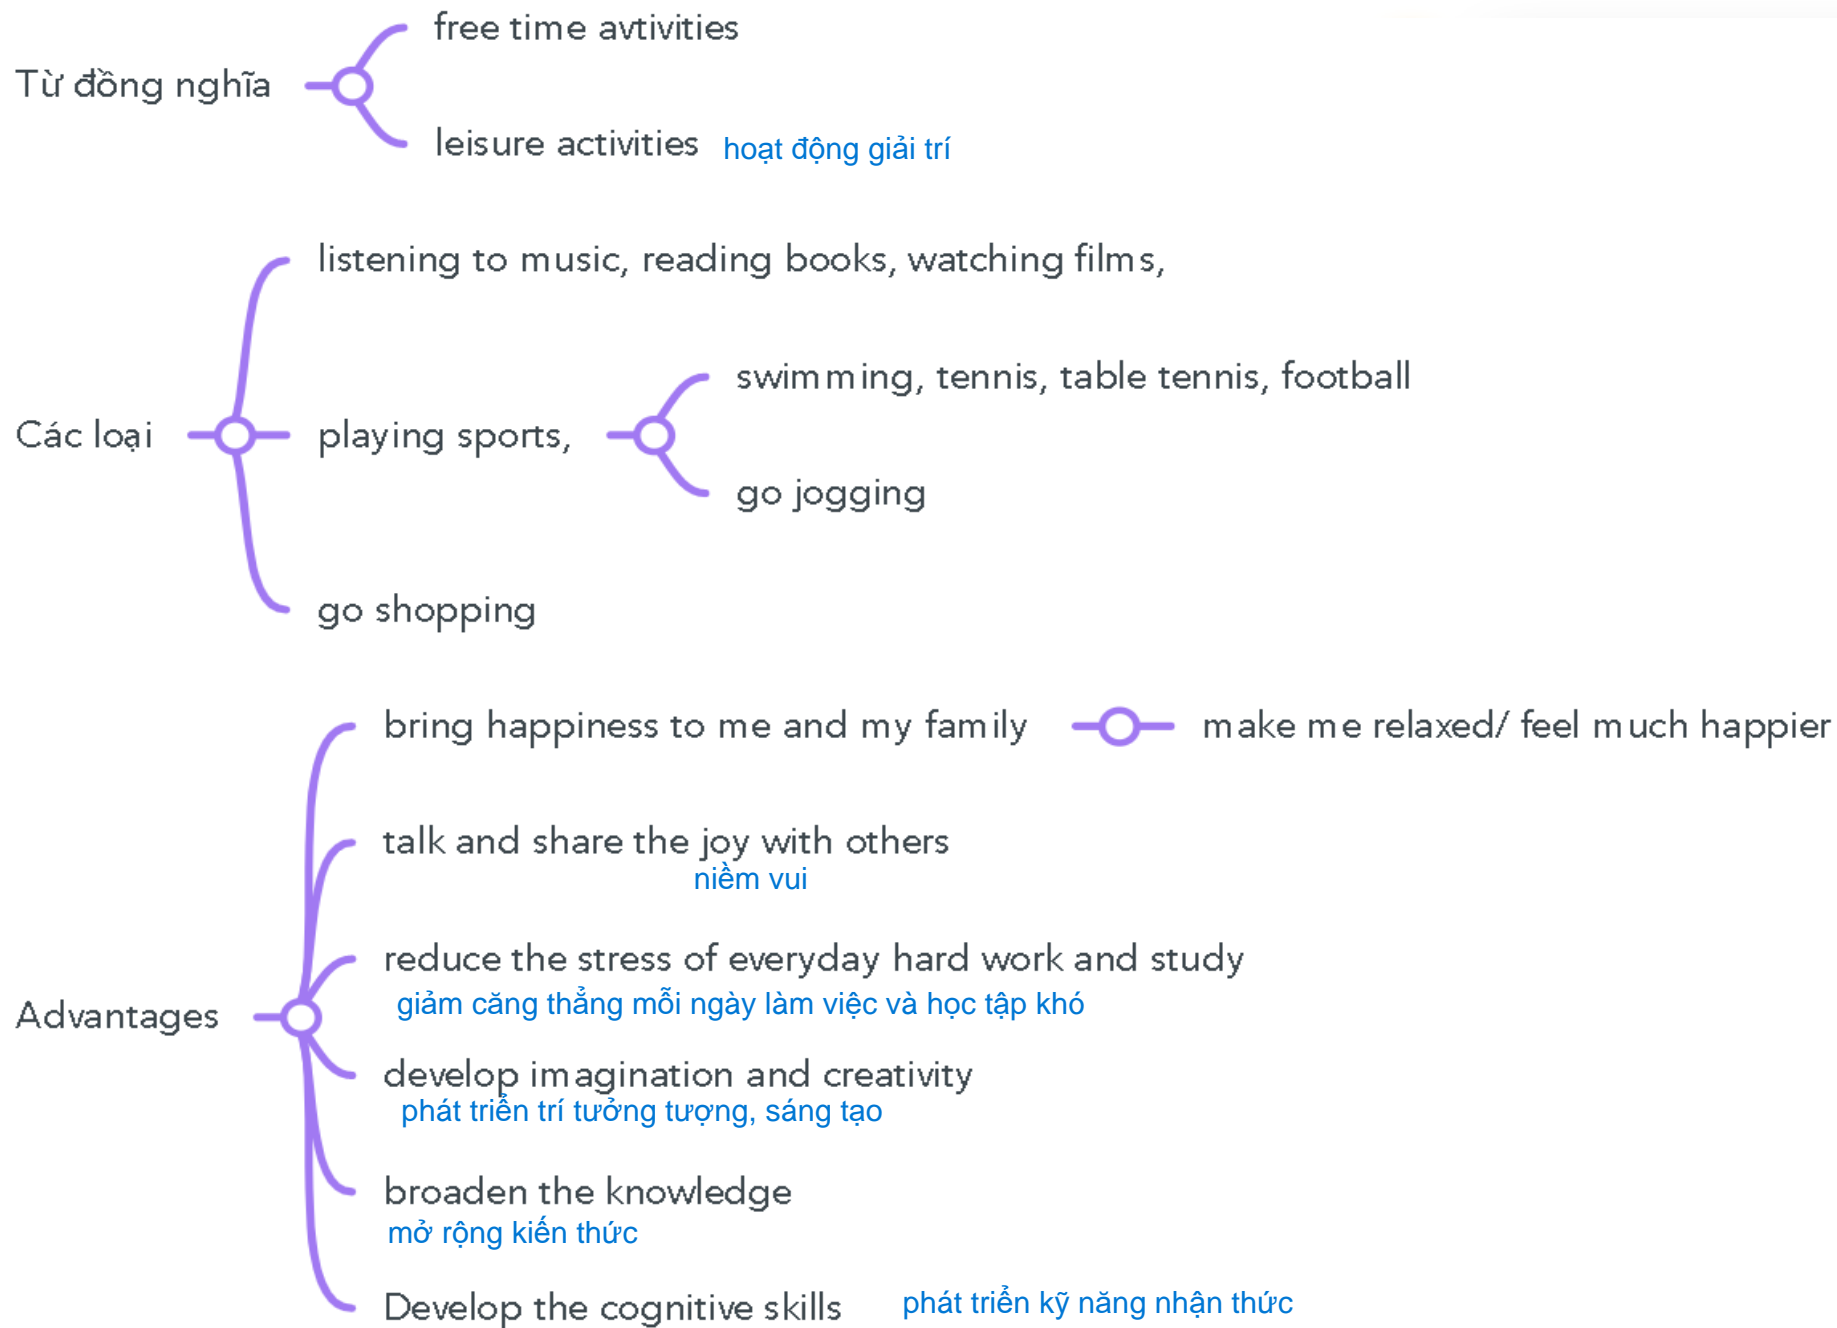 free time avtivities
Từ đồng nghĩa
leisure activities hoạt động giải trí
listening to music, reading books, watching films,
swimming, tennis, table tennis, football
Các loại playing sports,
go jogging
go shopping
bring happiness to me and my family make me relaxed/ feel much happier
talk and share the joy with others
niềm vui
reduce the stress of everyday hard work and study
giảm căng thẳng mỗi ngày làm việc và học tập khó
Advantages
develop imagination and creativity
phát triển trí tưởng tượng, sáng tạo
broaden the knowledge
mở rộng kiến thức
Develop the cognitive skills phát triển kỹ năng nhận thức